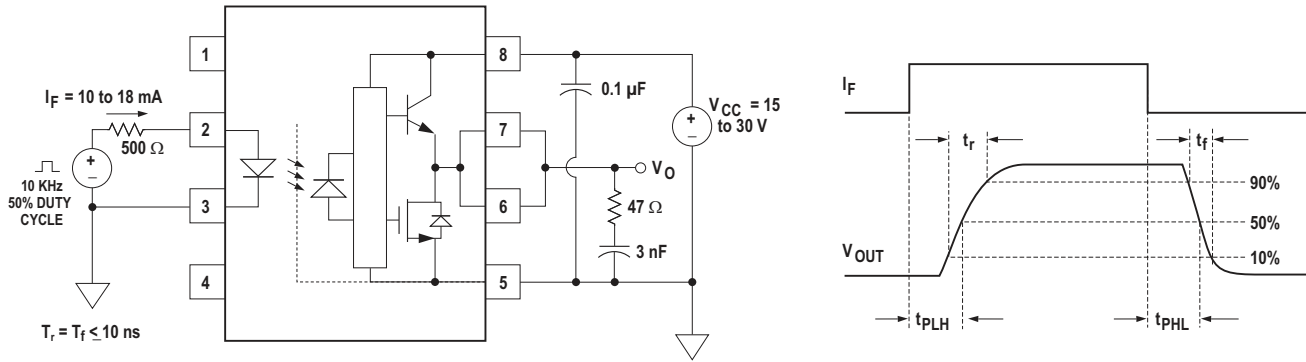 1
8
I_F = 10 to 18 mA
0.1 µF
V_CC = 15
to 30 V
+
–
2
7
500 Ω
+
–
V_O
10 KHz
50% DUTY
CYCLE
3
6
47 Ω
3 nF
4
5
T_r = T_f ≤ 10 ns
I_F
t_r
t_f
90%
50%
V_OUT
10%
t_PLH
t_PHL